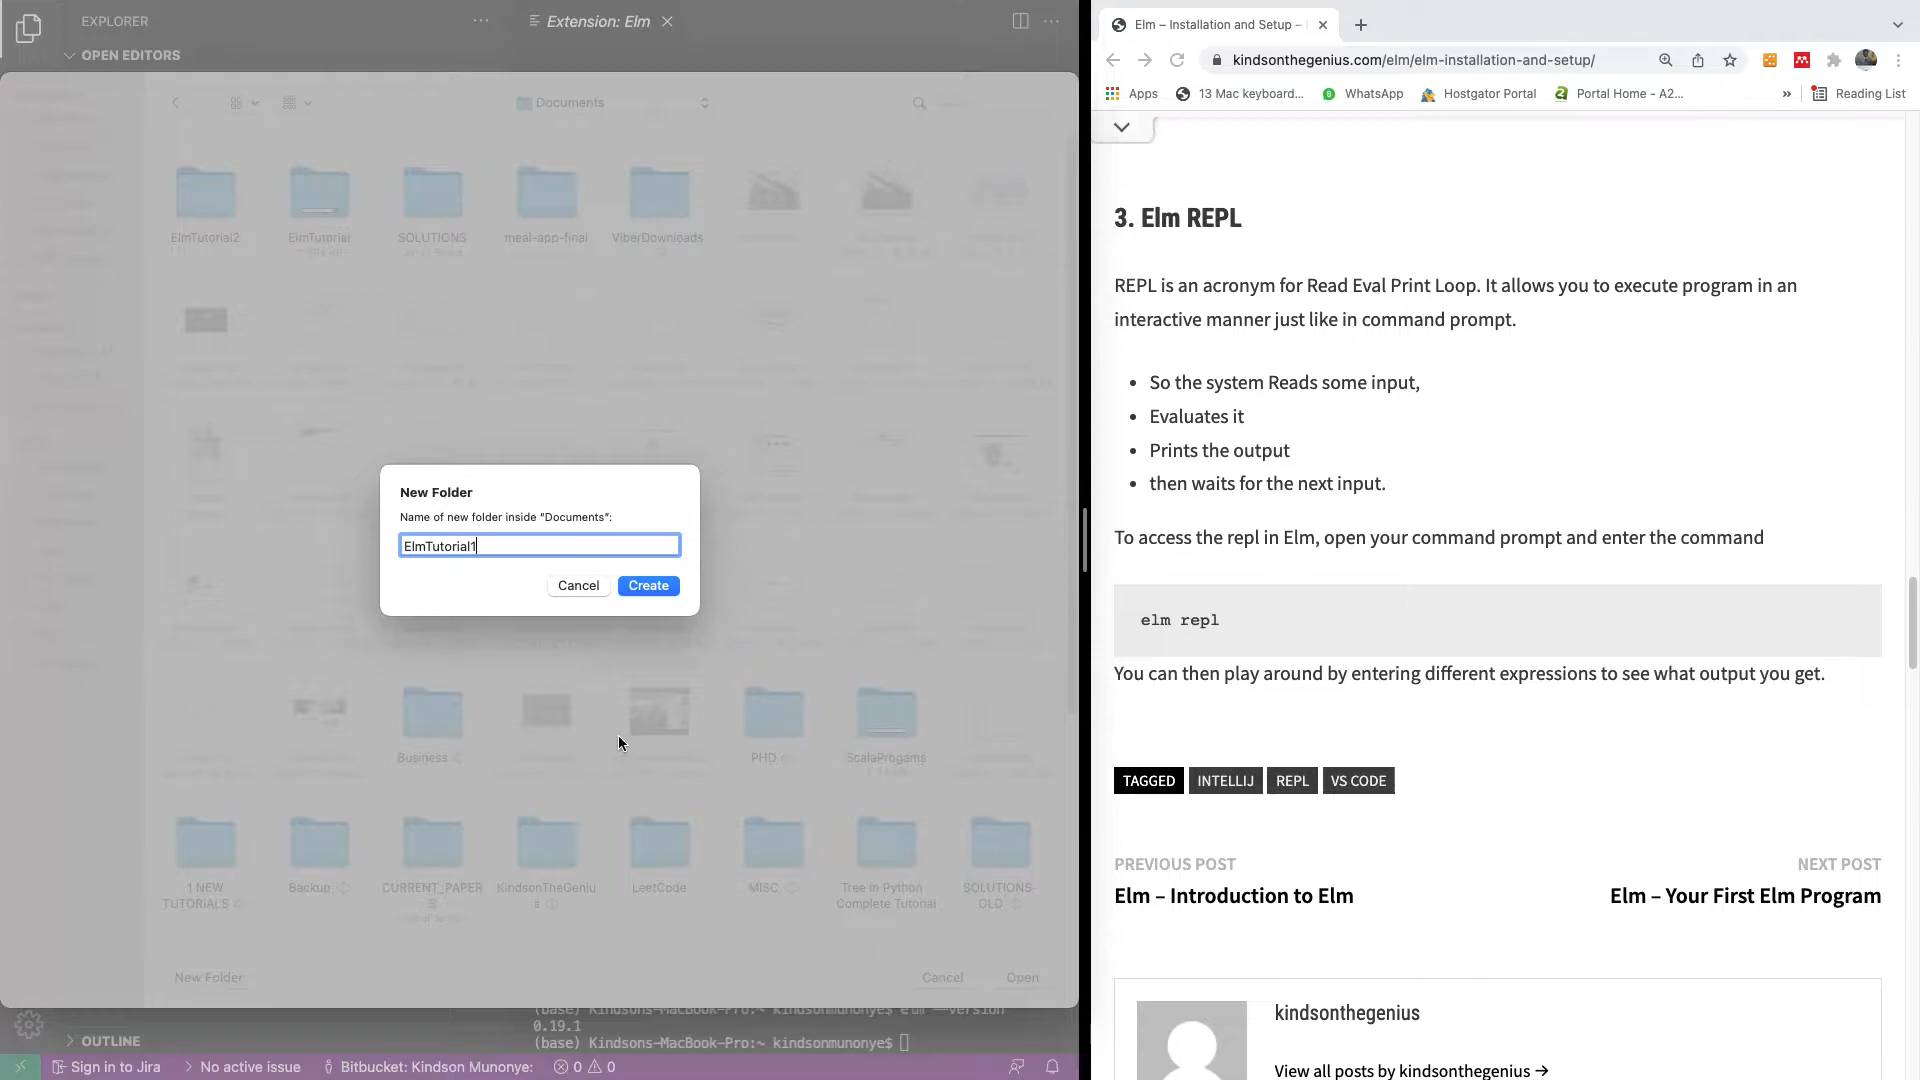 EXPLORER
Extension: Elm
OPEN EDITORS
Documents
ElmTutorial2
ElmTutorial
SOLUTIONS
meal-app-final
ViberDownloads
New Folder
Name of new folder inside “Documents”:
ElmTutorial1
Cancel
Create
Business
PHD
ScalaProgams
1 NEW
TUTORIALS
Backup
CURRENT_PAPER
S
KindsonTheGeniu
s
LeetCode
MISC
Tree in Python
Complete Tutorial
SOLUTIONS-
OLD
New Folder
Cancel
Open
(base) Kindsons-MacBook-Pro:~ kindsonmunonye$ elm --version
0.19.1
(base) Kindsons-MacBook-Pro:~ kindsonmunonye$
OUTLINE
Sign in to Jira
No active issue
Bitbucket: Kindson Munonye:
0
0
Elm – Installation and Setup –
kindsonthegenius.com/elm/elm-installation-and-setup/
Apps
13 Mac keyboard...
WhatsApp
Hostgator Portal
Portal Home - A2...
»
Reading List
3. Elm REPL
REPL is an acronym for Read Eval Print Loop. It allows you to execute program in an
interactive manner just like in command prompt.
• So the system Reads some input,
• Evaluates it
• Prints the output
• then waits for the next input.
To access the repl in Elm, open your command prompt and enter the command
elm repl
You can then play around by entering different expressions to see what output you get.
TAGGED
INTELLIJ
REPL
VS CODE
PREVIOUS POST
NEXT POST
Elm – Introduction to Elm
Elm – Your First Elm Program
kindsonthegenius
View all posts by kindsonthegenius →